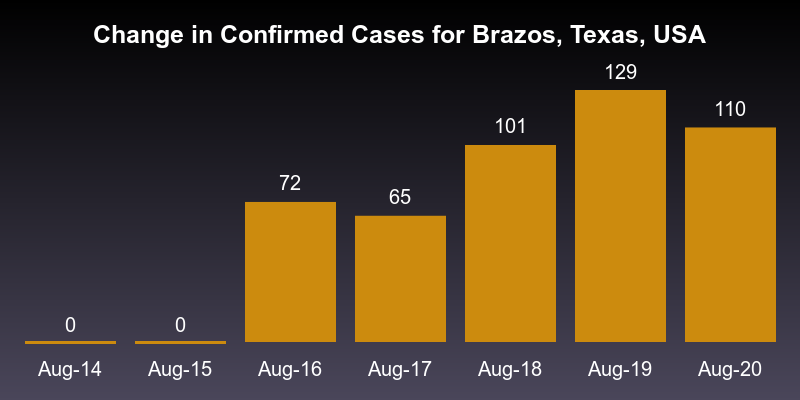 Change in Confirmed Cases for Brazos, Texas, USA
0
0
72
65
101
129
110
Aug-14
Aug-15
Aug-16
Aug-17
Aug-18
Aug-19
Aug-20